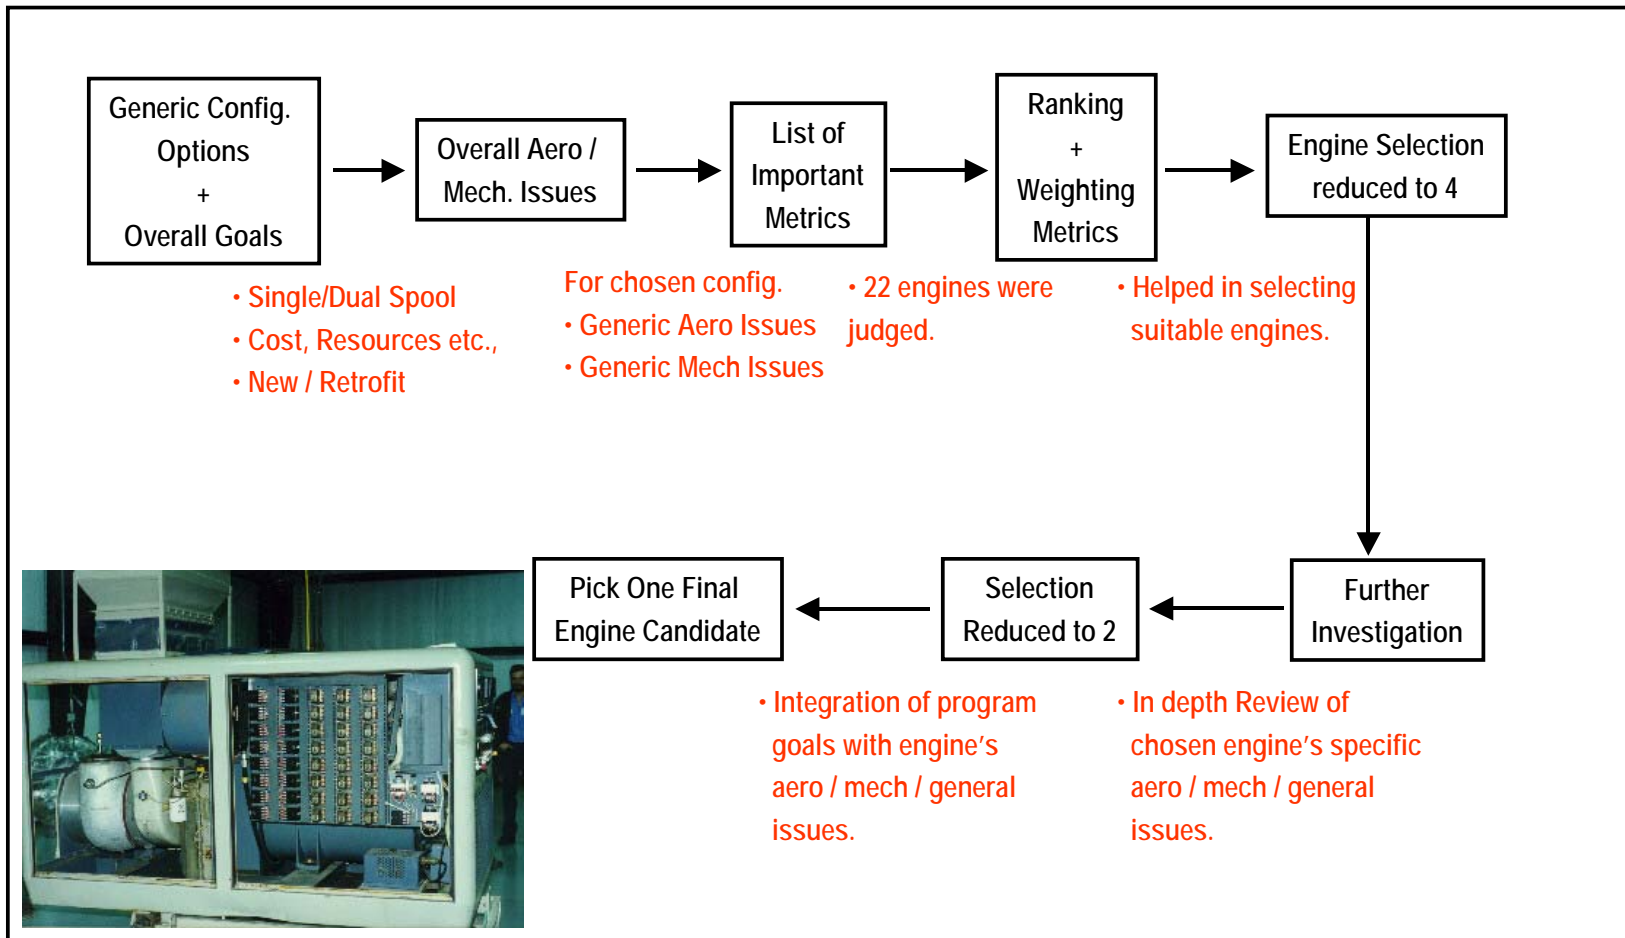 Generic Config.
Options
+
Overall Goals
Overall Aero /
Mech. Issues
List of
Important
Metrics
Ranking
+
Weighting
Metrics
Engine Selection
reduced to 4
• Single/Dual Spool
• Cost, Resources etc.,
• New / Retrofit
For chosen config.
• Generic Aero Issues
• Generic Mech Issues
• 22 engines were
judged.
• Helped in selecting
suitable engines.
Pick One Final
Engine Candidate
Selection
Reduced to 2
Further
Investigation
• Integration of program
goals with engine's
aero / mech / general
issues.
• In depth Review of
chosen engine's specific
aero / mech / general
issues.